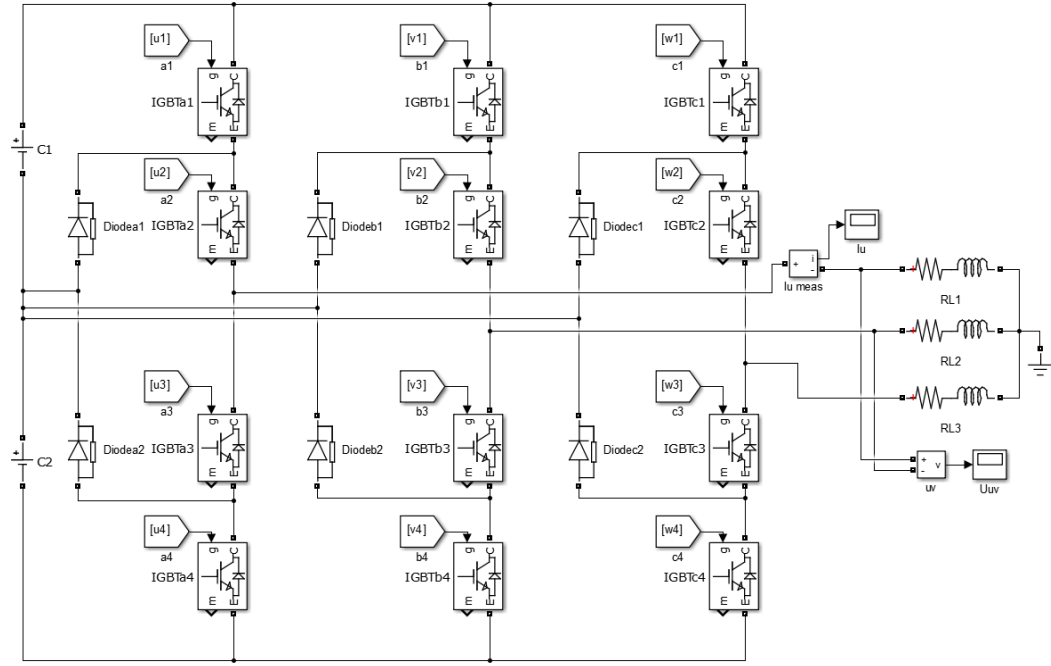 [u1]
a1
[v1]
b1
[w1]
c1
g C
IGBTa1
m E
g C
IGBTb1
m E
g C
IGBTc1
m E
+
C1
[u2]
a2
[v2]
b2
[w2]
c2
Diodea1
g C
IGBTa2
m E
Diodeb1
g C
IGBTb2
m E
Diodec1
g C
IGBTc2
m E
Iu
+ i -
Iu meas
+
RL1
+
RL2
+
RL3
[u3]
a3
[v3]
b3
[w3]
c3
+
C2
Diodea2
g C
IGBTa3
m E
Diodeb2
g C
IGBTb3
m E
Diodec2
g C
IGBTc3
m E
+ v -
uv
Uuv
[u4]
a4
[v4]
b4
[w4]
c4
g C
IGBTa4
m E
g C
IGBTb4
m E
g C
IGBTc4
m E